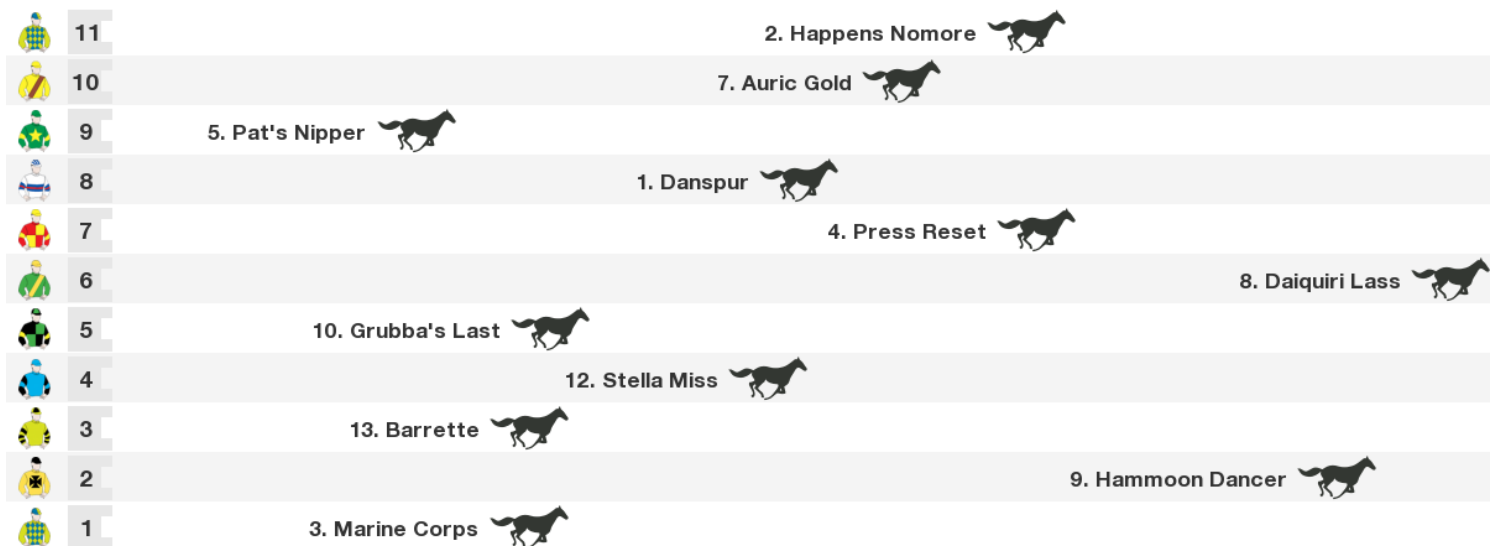 11 2. Happens Nomore
10 7. Auric Gold
9 5. Pat's Nipper
8 1. Danspur
7 4. Press Reset
6 8. Daiquiri Lass
5 10. Grubba's Last
4 12. Stella Miss
3 13. Barrette
2 9. Hammoon Dancer
1 3. Marine Corps